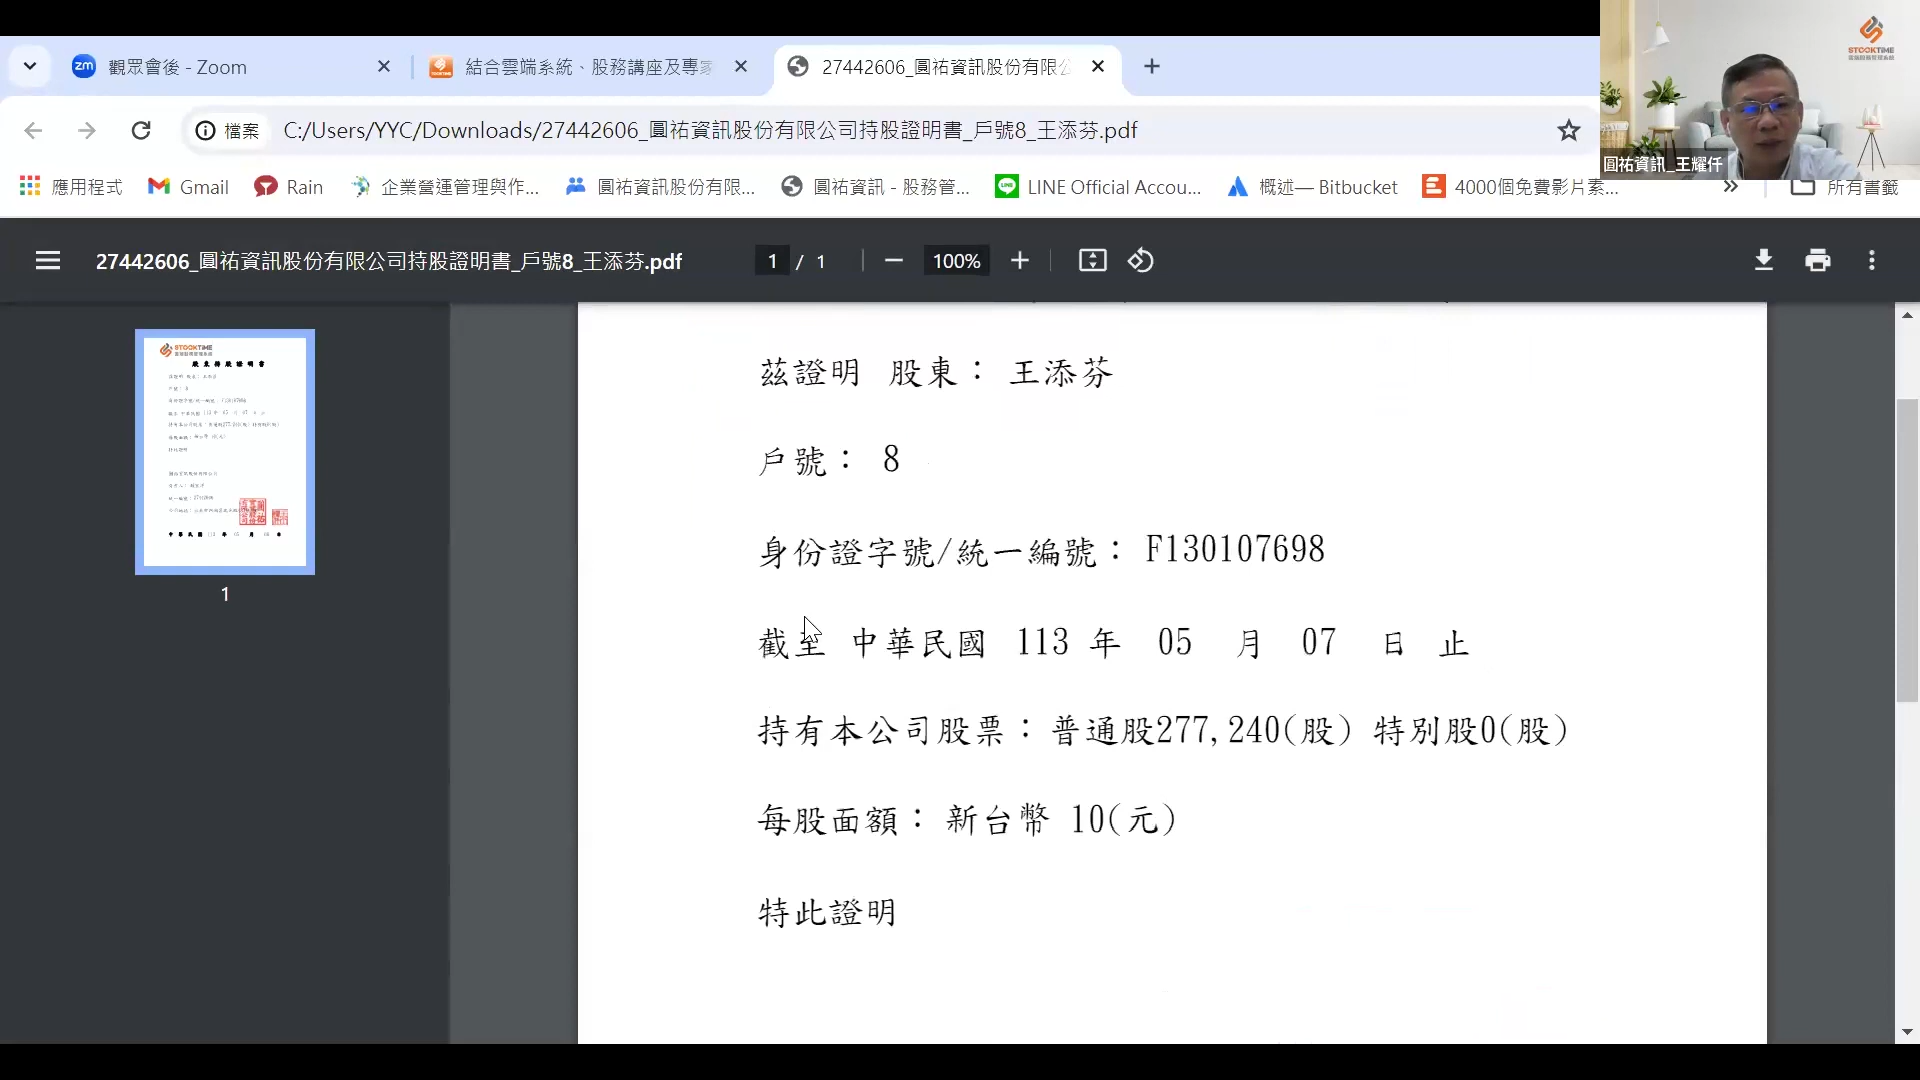 觀眾會後 - Zoom
結合雲端系統、股務講座及專家
27442606_圓祐資訊股份有限公
檔案
C:/Users/YYC/Downloads/27442606_圓祐資訊股份有限公司持股證明書_戶號8_王添芬.pdf
應用程式
Gmail
Rain
企業營運管理與作...
圓祐資訊股份有限...
圓祐資訊 - 股務管...
LINE Official Accou...
概述— Bitbucket
4000個免費影片素...
所有書籤
STOCKTIME
圓祐資訊_王耀仟
27442606_圓祐資訊股份有限公司持股證明書_戶號8_王添芬.pdf
1 / 1
100%
STOCKTIME
股東持股證明書
1
茲證明 股東： 王添芬
戶號： 8
身份證字號/統一編號： F130107698
截至 中華民國 113 年 05 月 07 日 止
持有本公司股票：普通股277,240(股) 特別股0(股)
每股面額： 新台幣 10(元)
特此證明